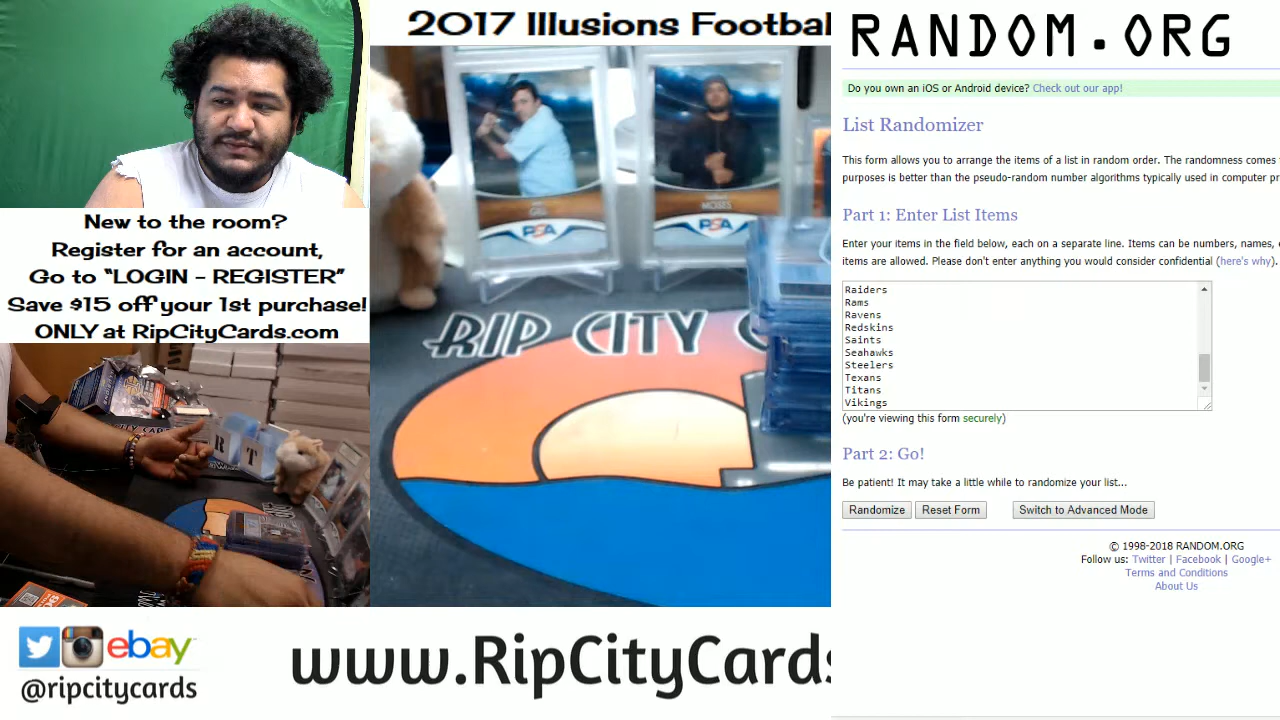 2017 Illusions Footbal
New to the room?
Register for an account,
Go to "LOGIN - REGISTER"
Save $15 off your 1st purchase!
ONLY at RipCityCards.com
PSA
MOSES
PSA
RIP CITY
R T
ebay
@ripcitycards
www.RipCityCards
RANDOM.ORG
Do you own an iOS or Android device? Check out our app!
List Randomizer
This form allows you to arrange the items of a list in random order. The randomness comes
purposes is better than the pseudo-random number algorithms typically used in computer pr
Part 1: Enter List Items
Enter your items in the field below, each on a separate line. Items can be numbers, names,
items are allowed. Please don't enter anything you would consider confidential (here's why).
Raiders
Rams
Ravens
Redskins
Saints
Seahawks
Steelers
Texans
Titans
Vikings
(you're viewing this form securely)
Part 2: Go!
Be patient! It may take a little while to randomize your list...
Randomize Reset Form Switch to Advanced Mode
© 1998-2018 RANDOM.ORG
Follow us: Twitter | Facebook | Google+
Terms and Conditions
About Us